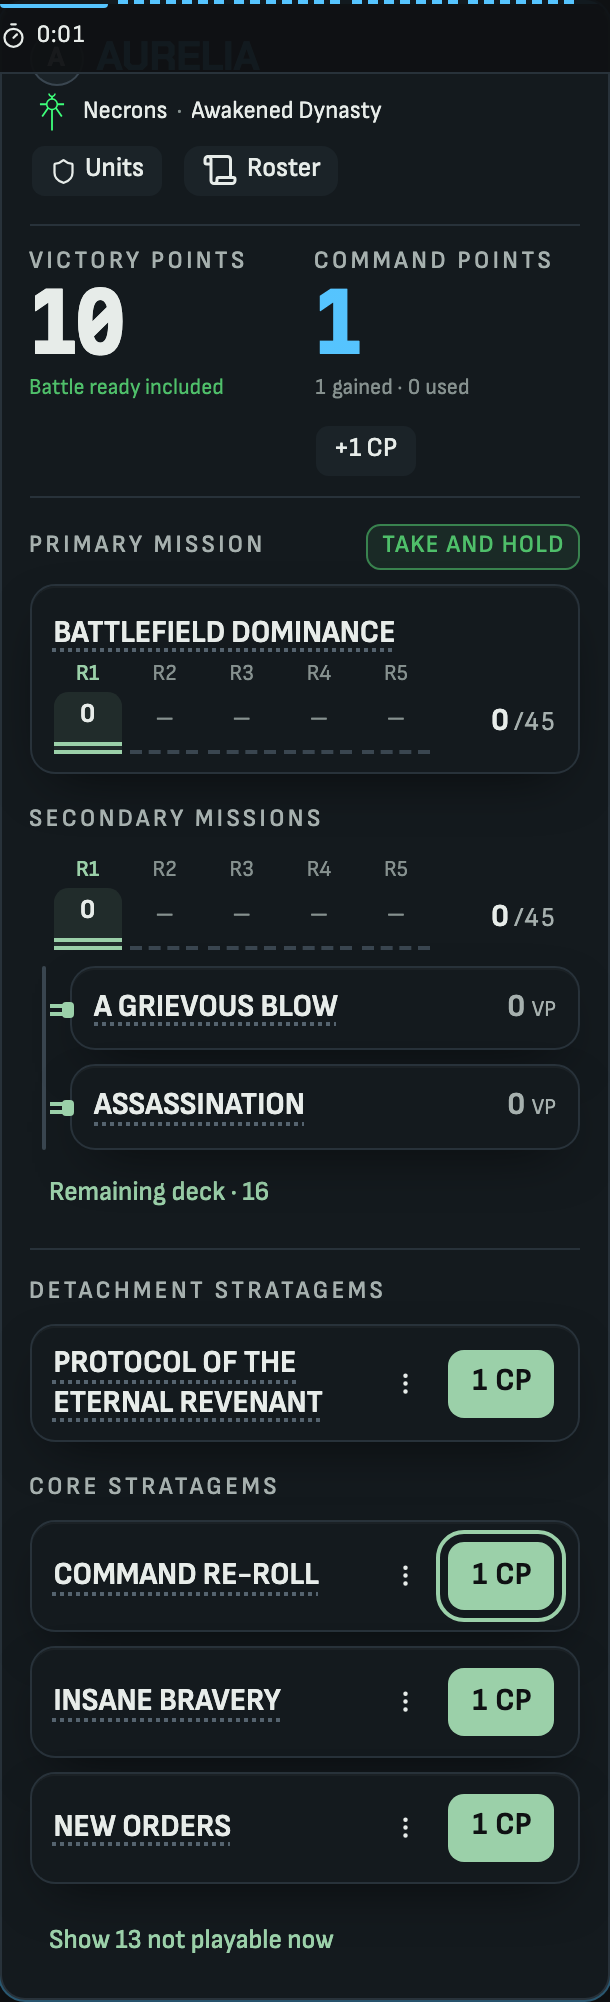 0:01
A AURELIA
Necrons · Awakened Dynasty
Units Roster
VICTORY POINTS COMMAND POINTS
10 1
Battle ready included 1 gained · 0 used
+1 CP
PRIMARY MISSION TAKE AND HOLD
BATTLEFIELD DOMINANCE
R1 R2 R3 R4 R5
0 – – – – 0/45
SECONDARY MISSIONS
R1 R2 R3 R4 R5
0 – – – – 0/45
A GRIEVOUS BLOW 0 VP
ASSASSINATION 0 VP
Remaining deck · 16
DETACHMENT STRATAGEMS
PROTOCOL OF THE
ETERNAL REVENANT 1 CP
CORE STRATAGEMS
COMMAND RE-ROLL 1 CP
INSANE BRAVERY 1 CP
NEW ORDERS 1 CP
Show 13 not playable now